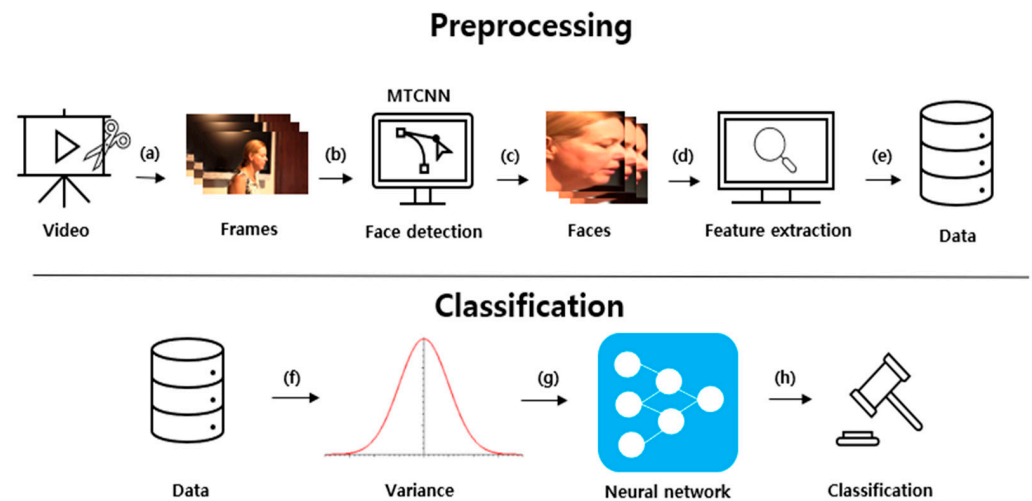 Preprocessing
MTCNN
(a)
(b)
(c)
(d)
(e)
Video
Frames
Face detection
Faces
Feature extraction
Data
Classification
(f)
(g)
(h)
Data
Variance
Neural network
Classification